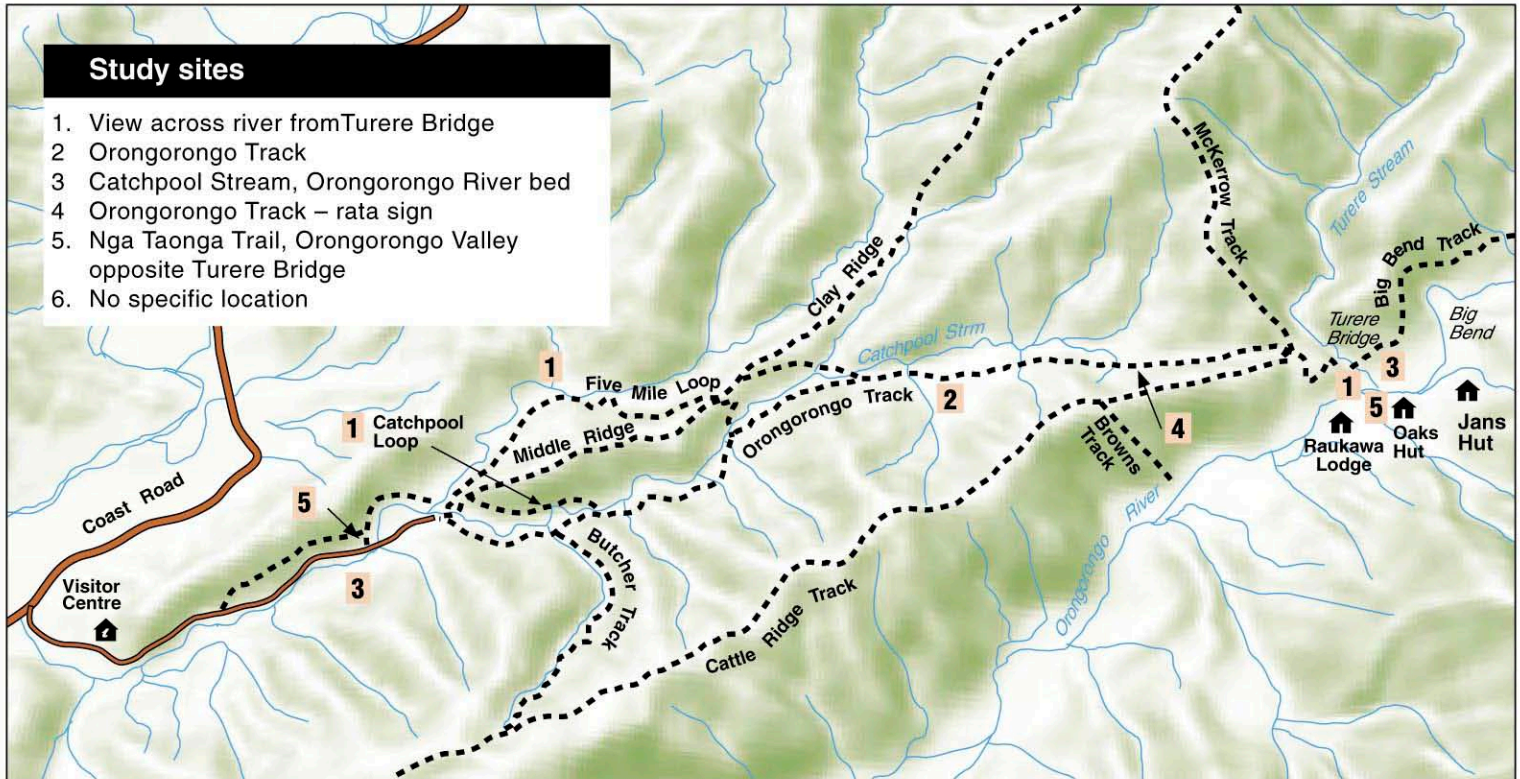 Study sites
1. View across river fromTurere Bridge
2 Orongorongo Track
3 Catchpool Stream, Orongorongo River bed
4 Orongorongo Track – rata sign
5. Nga Taonga Trail, Orongorongo Valley
opposite Turere Bridge
6. No specific location
McKerrow Track
Turere Stream
Big Bend Track
Clay Ridge
Turere
Bridge
Big
Bend
Catchpool Strm
1
Five Mile Loop
3
1
2
4
5
Jans
Hut
Oaks
Hut
Raukawa
Lodge
Orongorongo Track
Browns
Track
1
Catchpool
Loop
Middle Ridge
Coast Road
5
Orongorongo River
Butcher Track
3
Visitor
Centre
Cattle Ridge Track